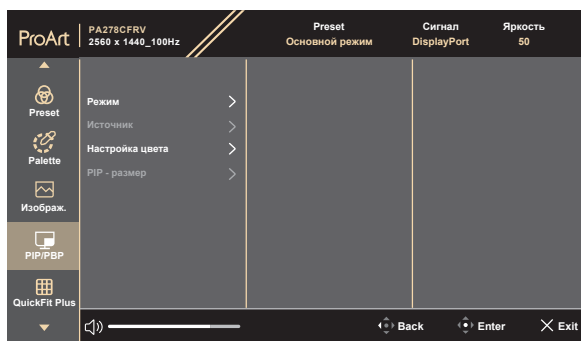 ProArt
PA278CFRV
2560 x 1440_100Hz
Preset
Основной режим
Сигнал
DisplayPort
Яркость
50
Preset
Palette
Изображ.
PIP/PBP
QuickFit Plus
Режим
Источник
Настройка цвета
PIP - размер
Back
Enter
Exit